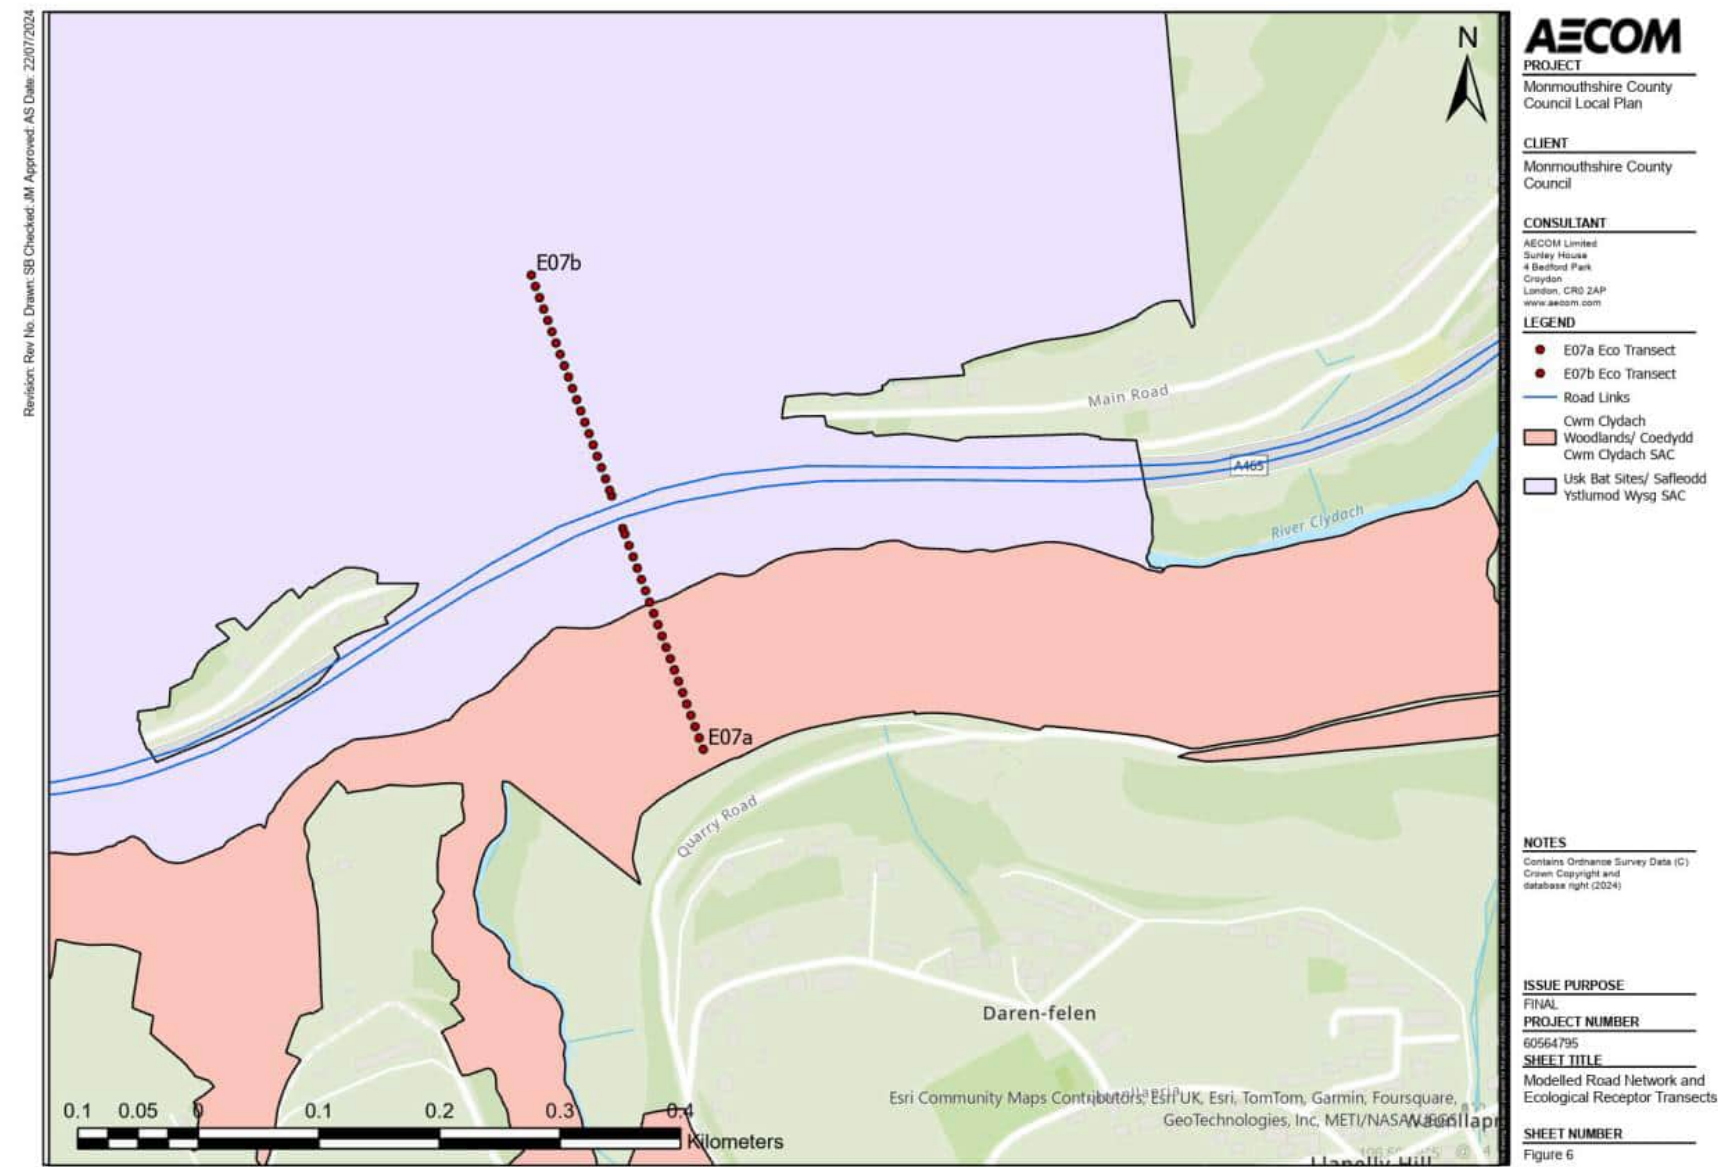 Revision: Rev No. Drawn: SB Checked: JM Approved: AS Date: 22/07/2024
N
E07b
Main Road
A465
River Clydach
E07a
Quarry Road
Daren-felen
Esri Community Maps Contributors, Esri UK, Esri, TomTom, Garmin, Foursquare,
GeoTechnologies, Inc, METI/NASA/USGS
Llanelly Hill
0.1 0.05 0 0.1 0.2 0.3 0.4
Kilometers
AECOM
PROJECT
Monmouthshire County
Council Local Plan
CLIENT
Monmouthshire County
Council
CONSULTANT
AECOM Limited
Sunley House
4 Bedford Park
Croydon
London, CR0 2AP
www.aecom.com
LEGEND
E07a Eco Transect
E07b Eco Transect
Road Links
Cwm Clydach
Woodlands/ Coedydd
Cwm Clydach SAC
Usk Bat Sites/ Safleodd
Ystlumod Wysg SAC
NOTES
Contains Ordnance Survey Data (C)
Crown Copyright and
database right (2024)
ISSUE PURPOSE
FINAL
PROJECT NUMBER
60564795
SHEET TITLE
Modelled Road Network and
Ecological Receptor Transects
SHEET NUMBER
Figure 6